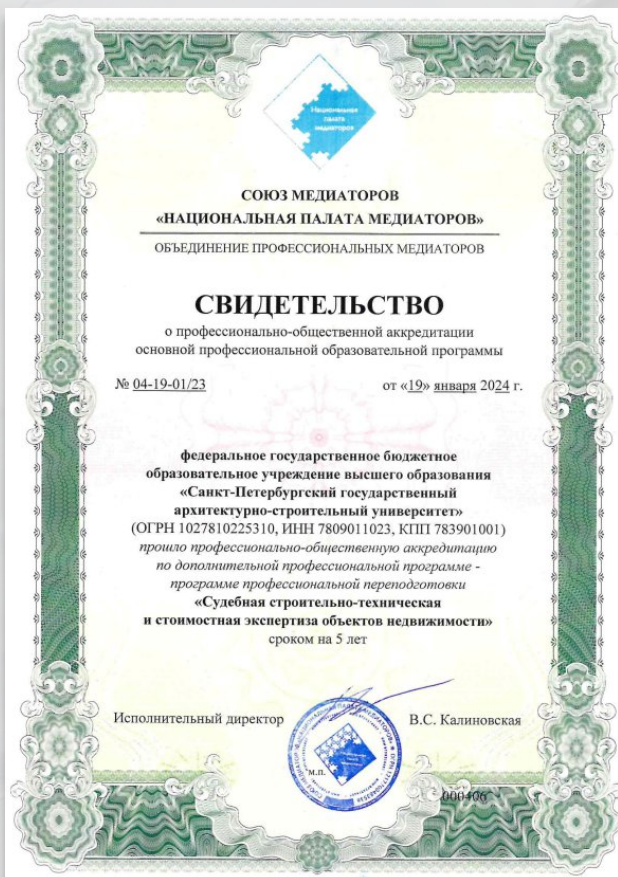 Национальная
палата
медиаторов
СОЮЗ МЕДИАТОРОВ
«НАЦИОНАЛЬНАЯ ПАЛАТА МЕДИАТОРОВ»
ОБЪЕДИНЕНИЕ ПРОФЕССИОНАЛЬНЫХ МЕДИАТОРОВ
СВИДЕТЕЛЬСТВО
о профессионально-общественной аккредитации
основной профессиональной образовательной программы
№ 04-19-01/23 от «19» января 2024 г.
федеральное государственное бюджетное
образовательное учреждение высшего образования
«Санкт-Петербургский государственный
архитектурно-строительный университет»
(ОГРН 1027810225310, ИНН 7809011023, КПП 783901001)
прошло профессионально-общественную аккредитацию
по дополнительной профессиональной программе -
программе профессиональной переподготовки
«Судебная строительно-техническая
и стоимостная экспертиза объектов недвижимости»
сроком на 5 лет
Исполнительный директор В.С. Калиновская
м.п.
000406